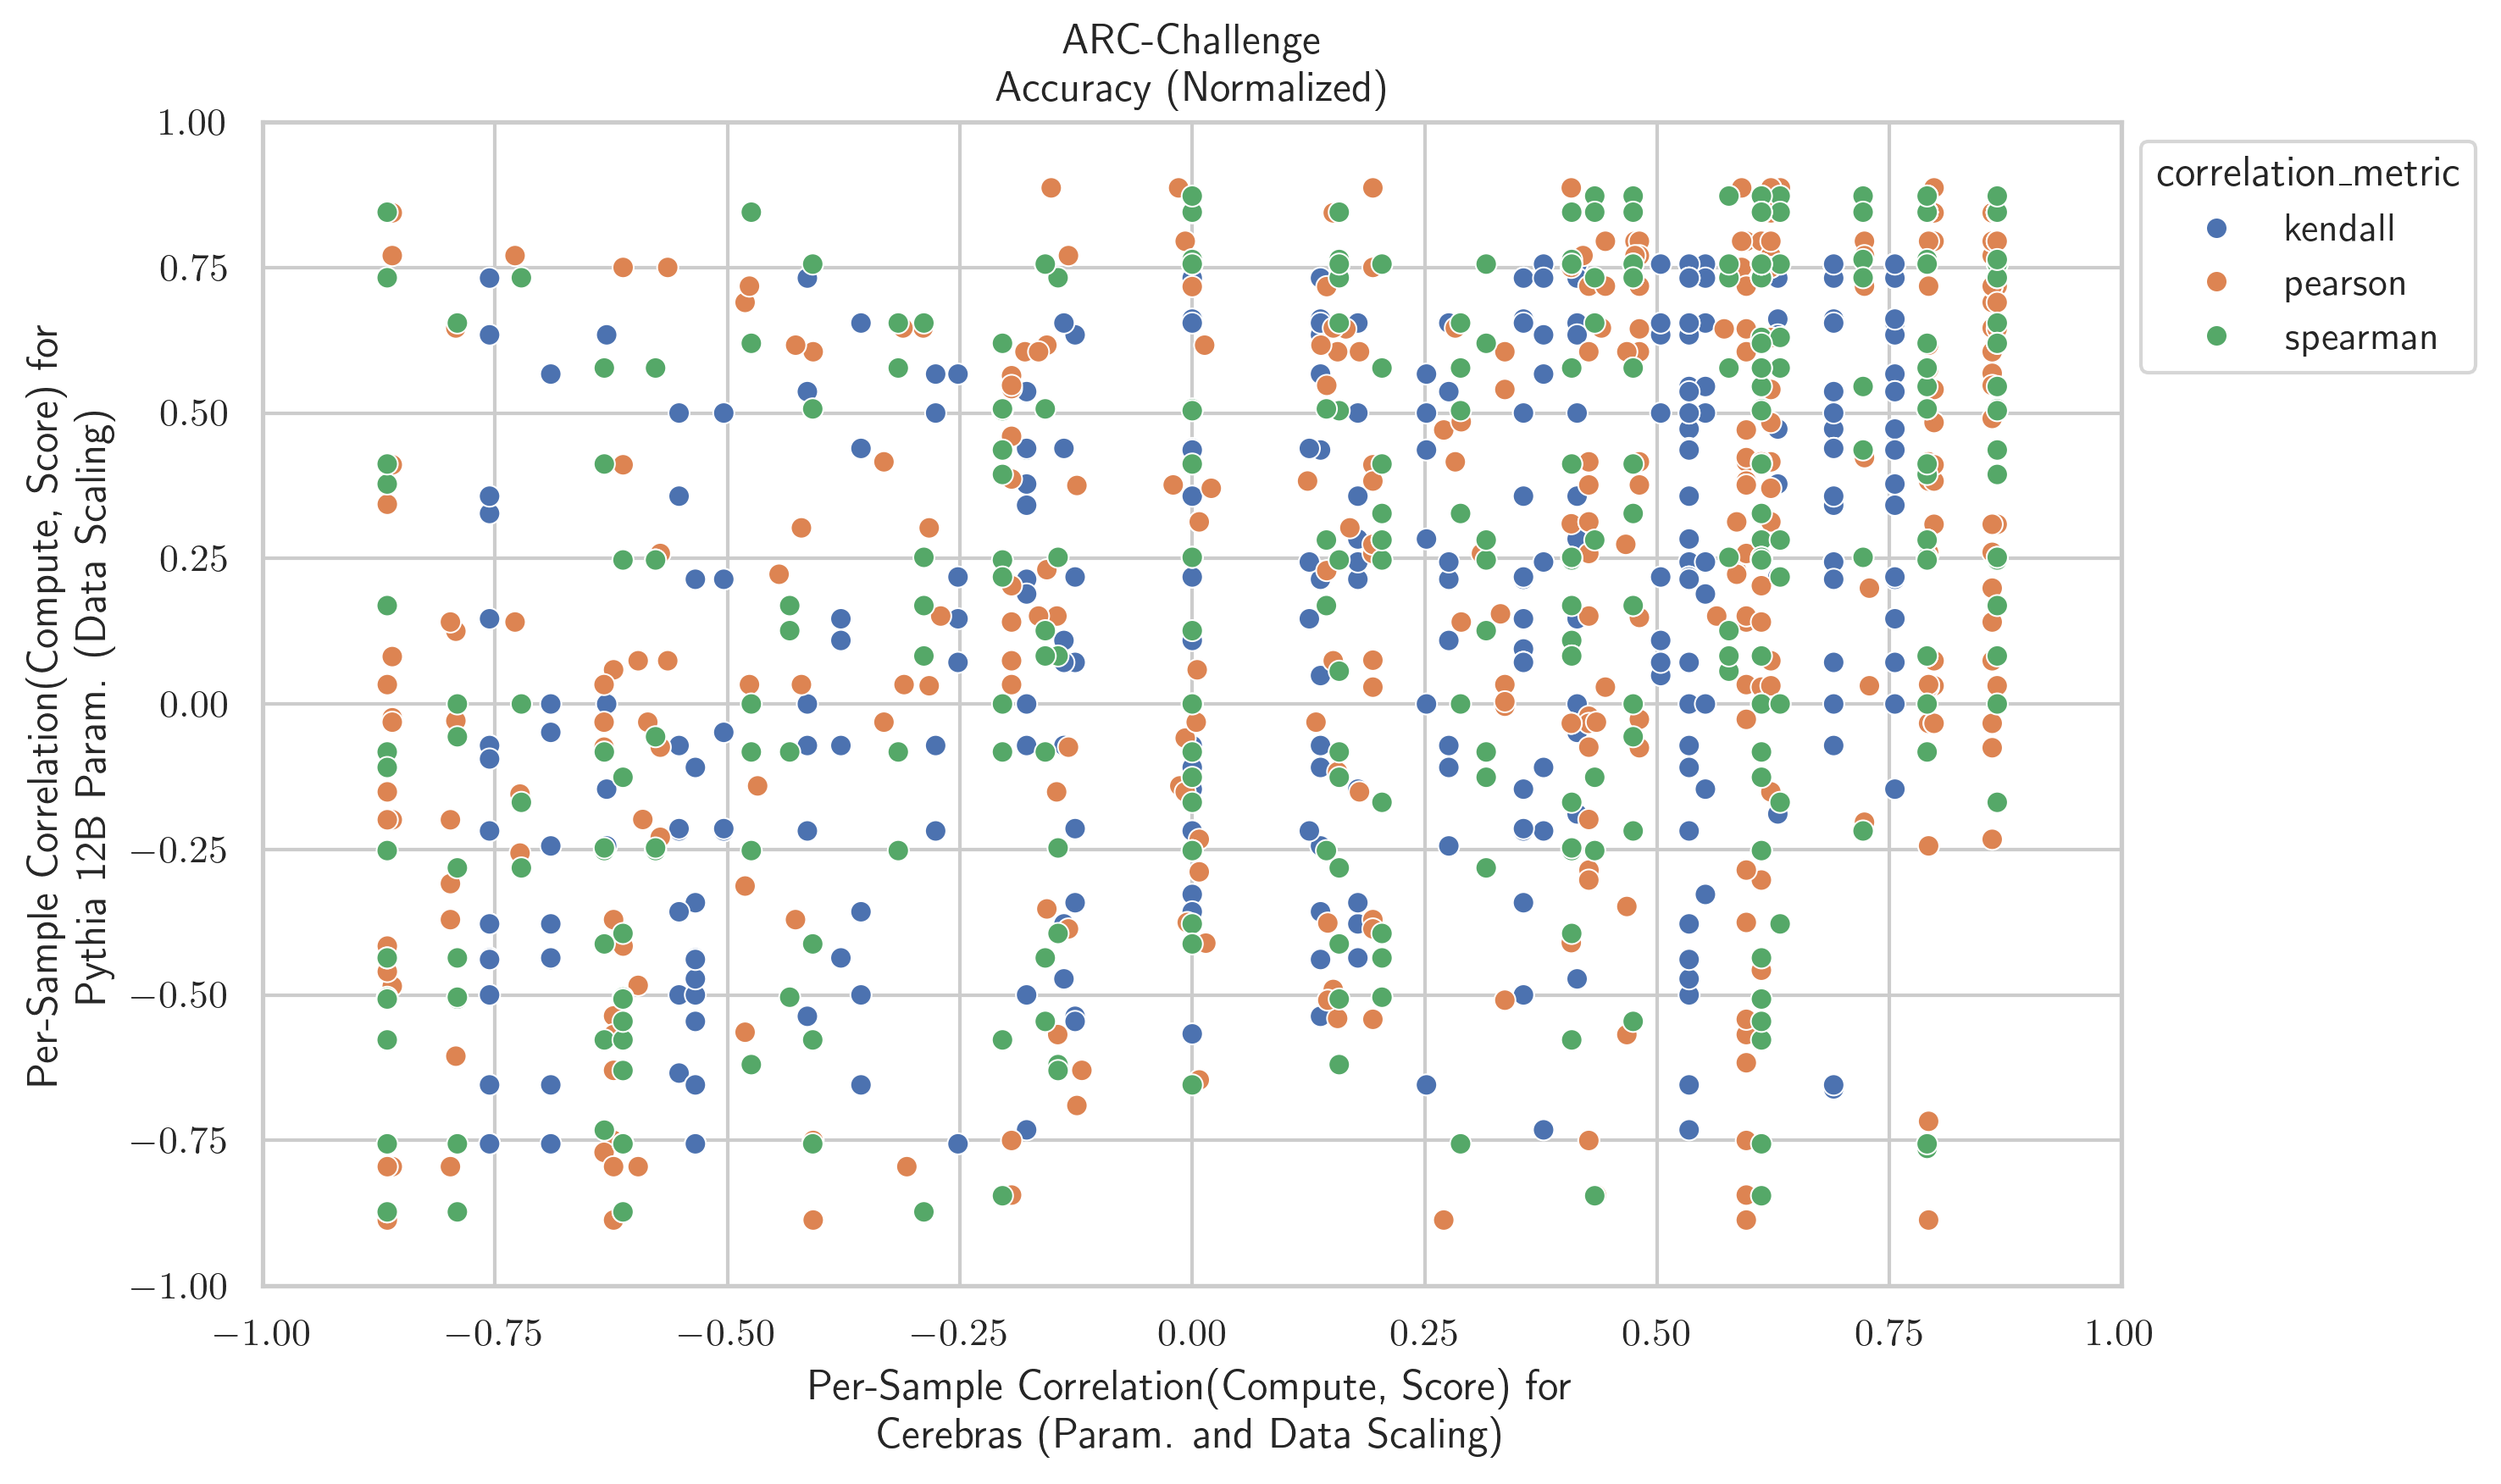 ARC-Challenge
Accuracy (Normalized)
Per-Sample Correlation(Compute, Score) for
Pythia 12B Param. (Data Scaling)
1.00
0.75
0.50
0.25
0.00
−0.25
−0.50
−0.75
−1.00
−1.00 −0.75 −0.50 −0.25 0.00 0.25 0.50 0.75 1.00
Per-Sample Correlation(Compute, Score) for
Cerebras (Param. and Data Scaling)
correlation_metric
kendall
pearson
spearman